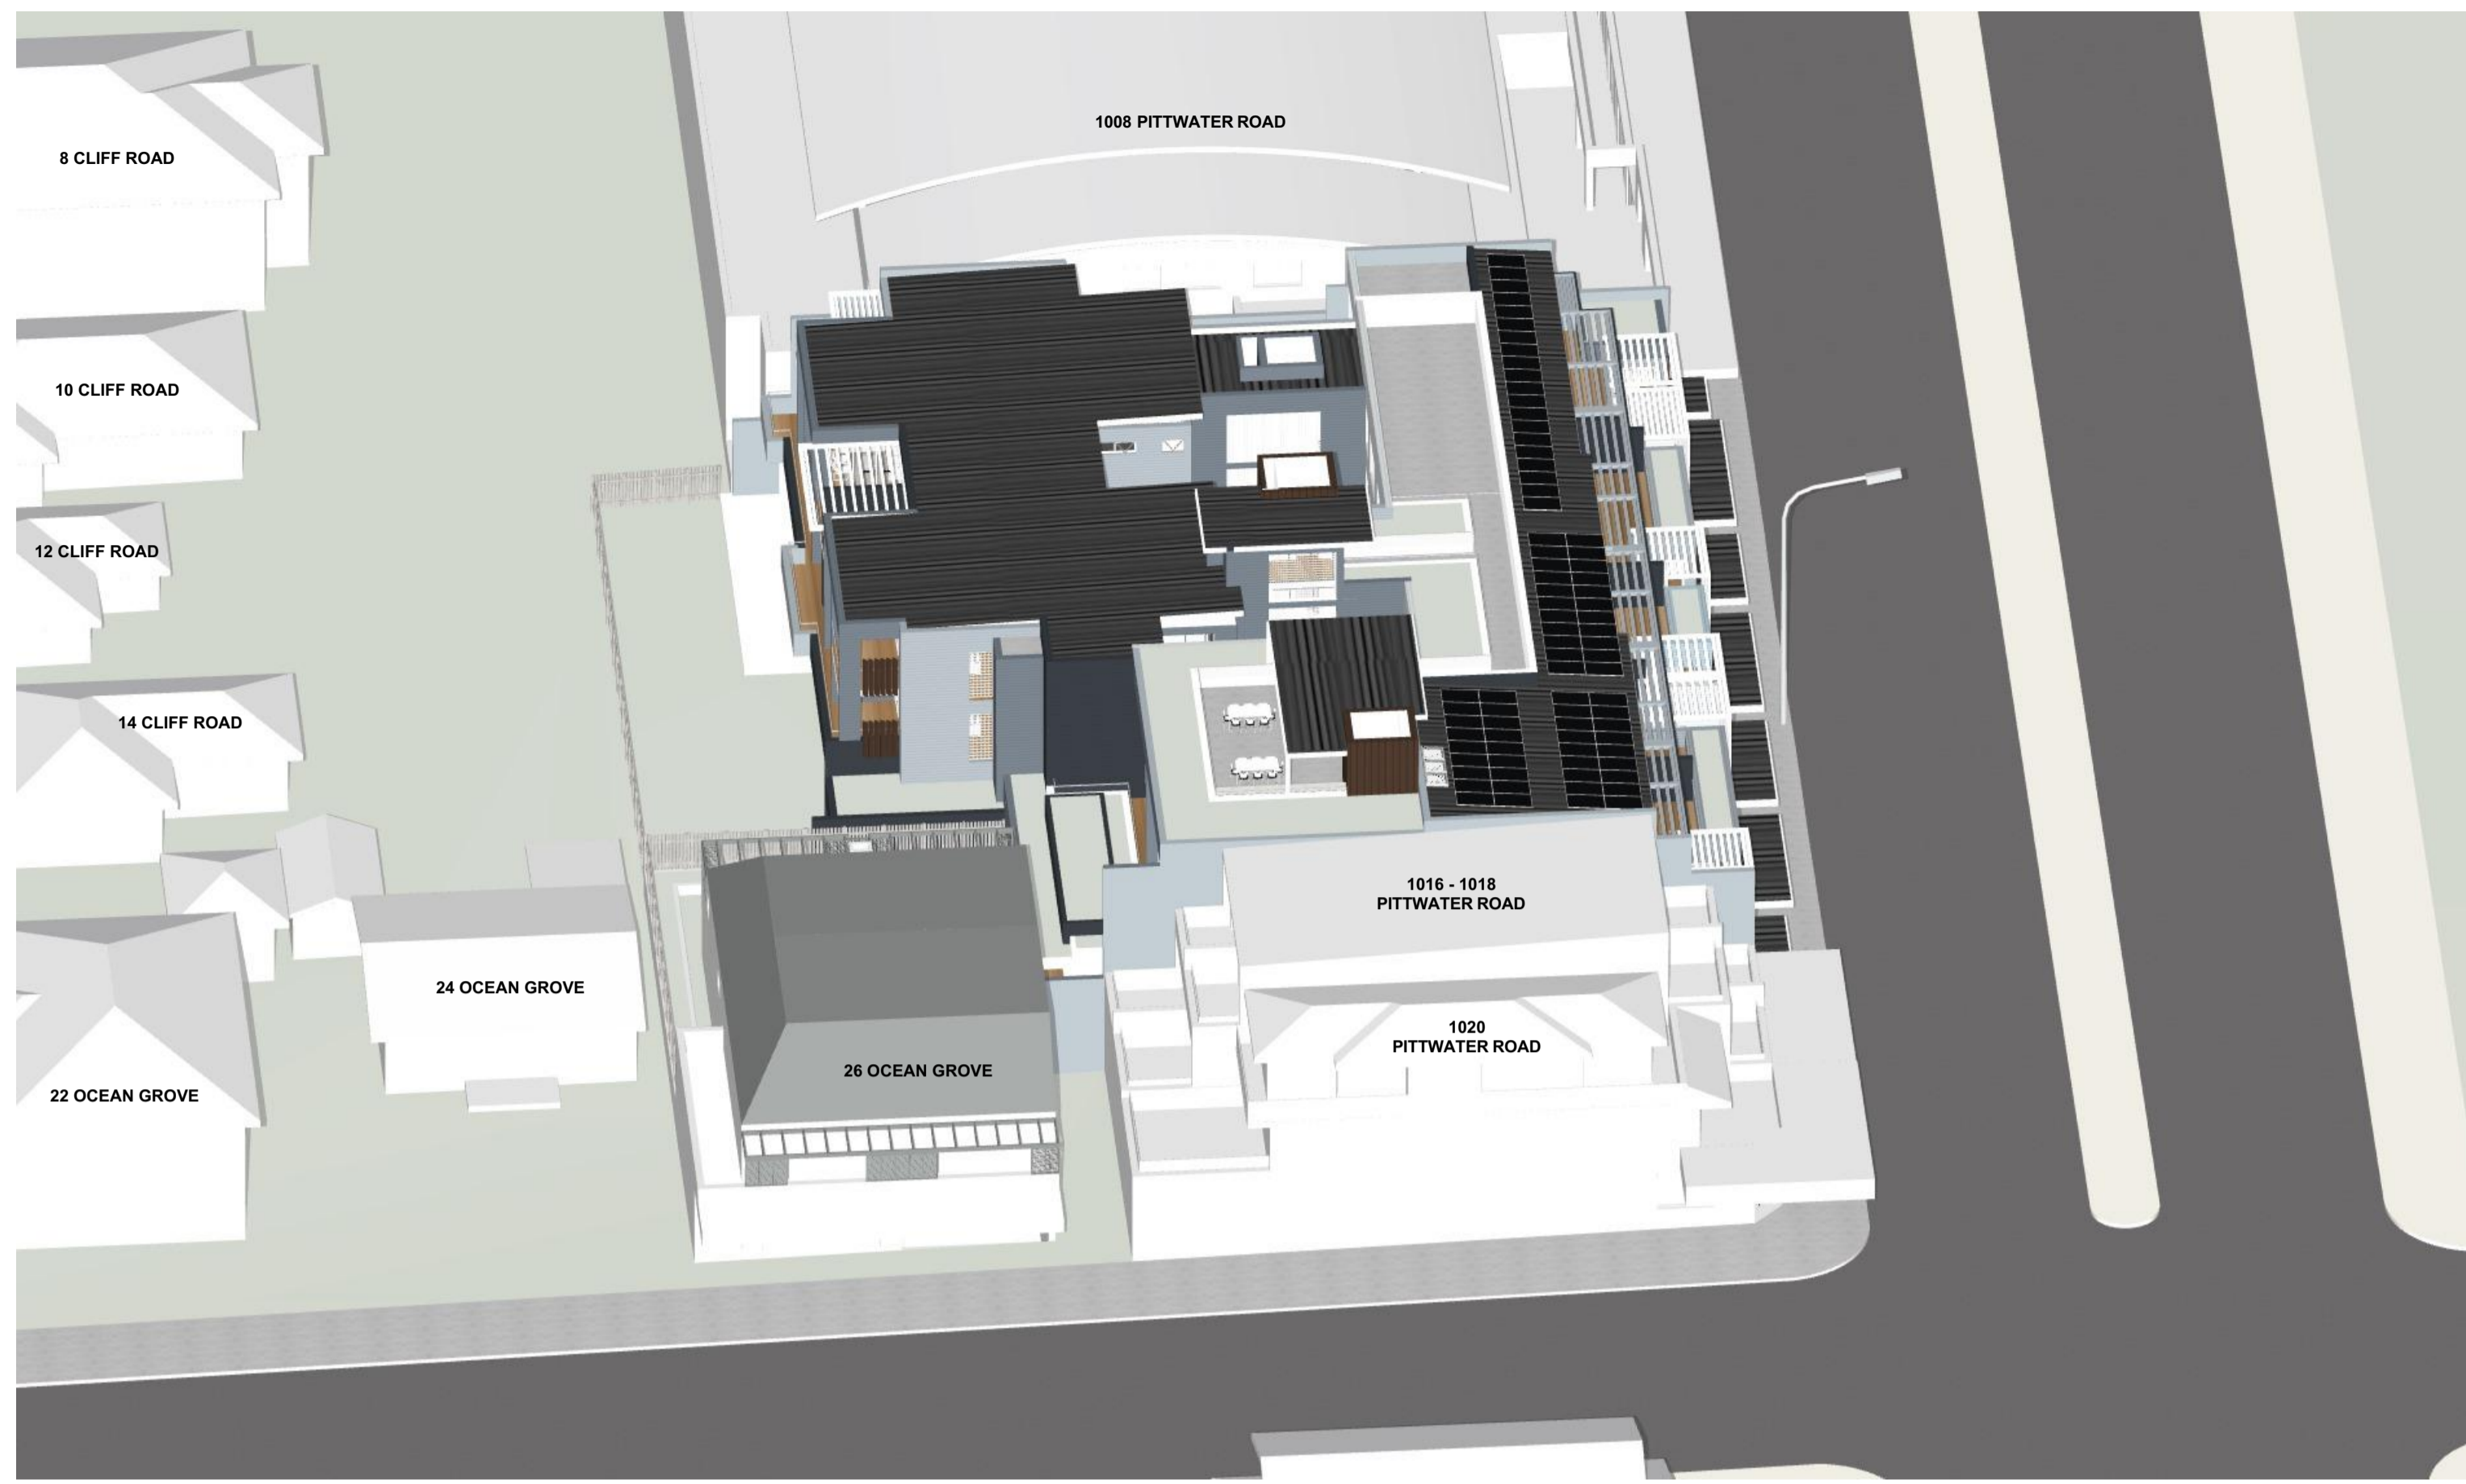 1008 PITTWATER ROAD
8 CLIFF ROAD
10 CLIFF ROAD
12 CLIFF ROAD
14 CLIFF ROAD
1016 - 1018
PITTWATER ROAD
24 OCEAN GROVE
1020
PITTWATER ROAD
26 OCEAN GROVE
22 OCEAN GROVE